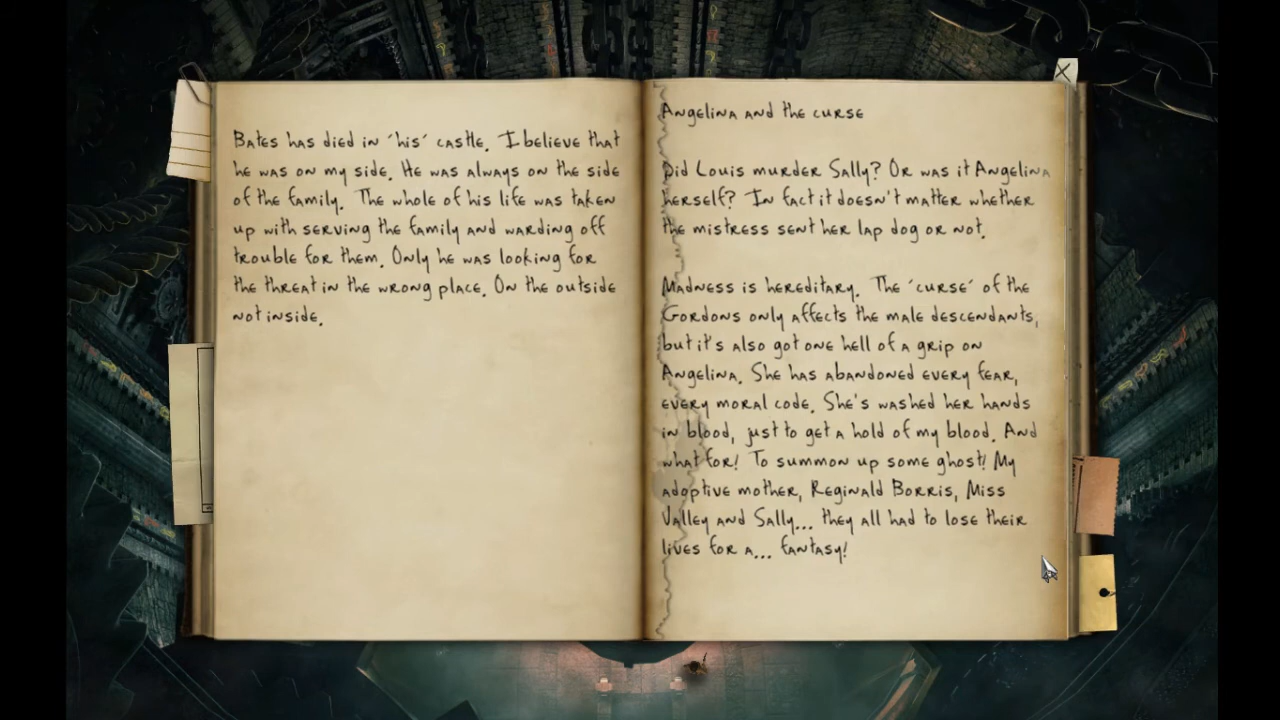 Bates has died in 'his' castle. I believe that
he was on my side. He was always on the side
of the family. The whole of his life was taken
up with serving the family and warding off
trouble for them. Only he was looking for
the threat in the wrong place. On the outside
not inside.
Angelina and the curse
Did Louis murder Sally? Or was it Angelina
herself? In fact it doesn't matter whether
the mistress sent her lap dog or not.
Madness is hereditary. The 'curse' of the
Gordons only affects the male descendants,
but it's also got one hell of a grip on
Angelina. She has abandoned every fear,
every moral code. She's washed her hands
in blood, just to get a hold of my blood. And
what for! To summon up some ghost! My
adoptive mother, Reginald Borris, Miss
Valley and Sally... they all had to lose their
lives for a... fantasy!